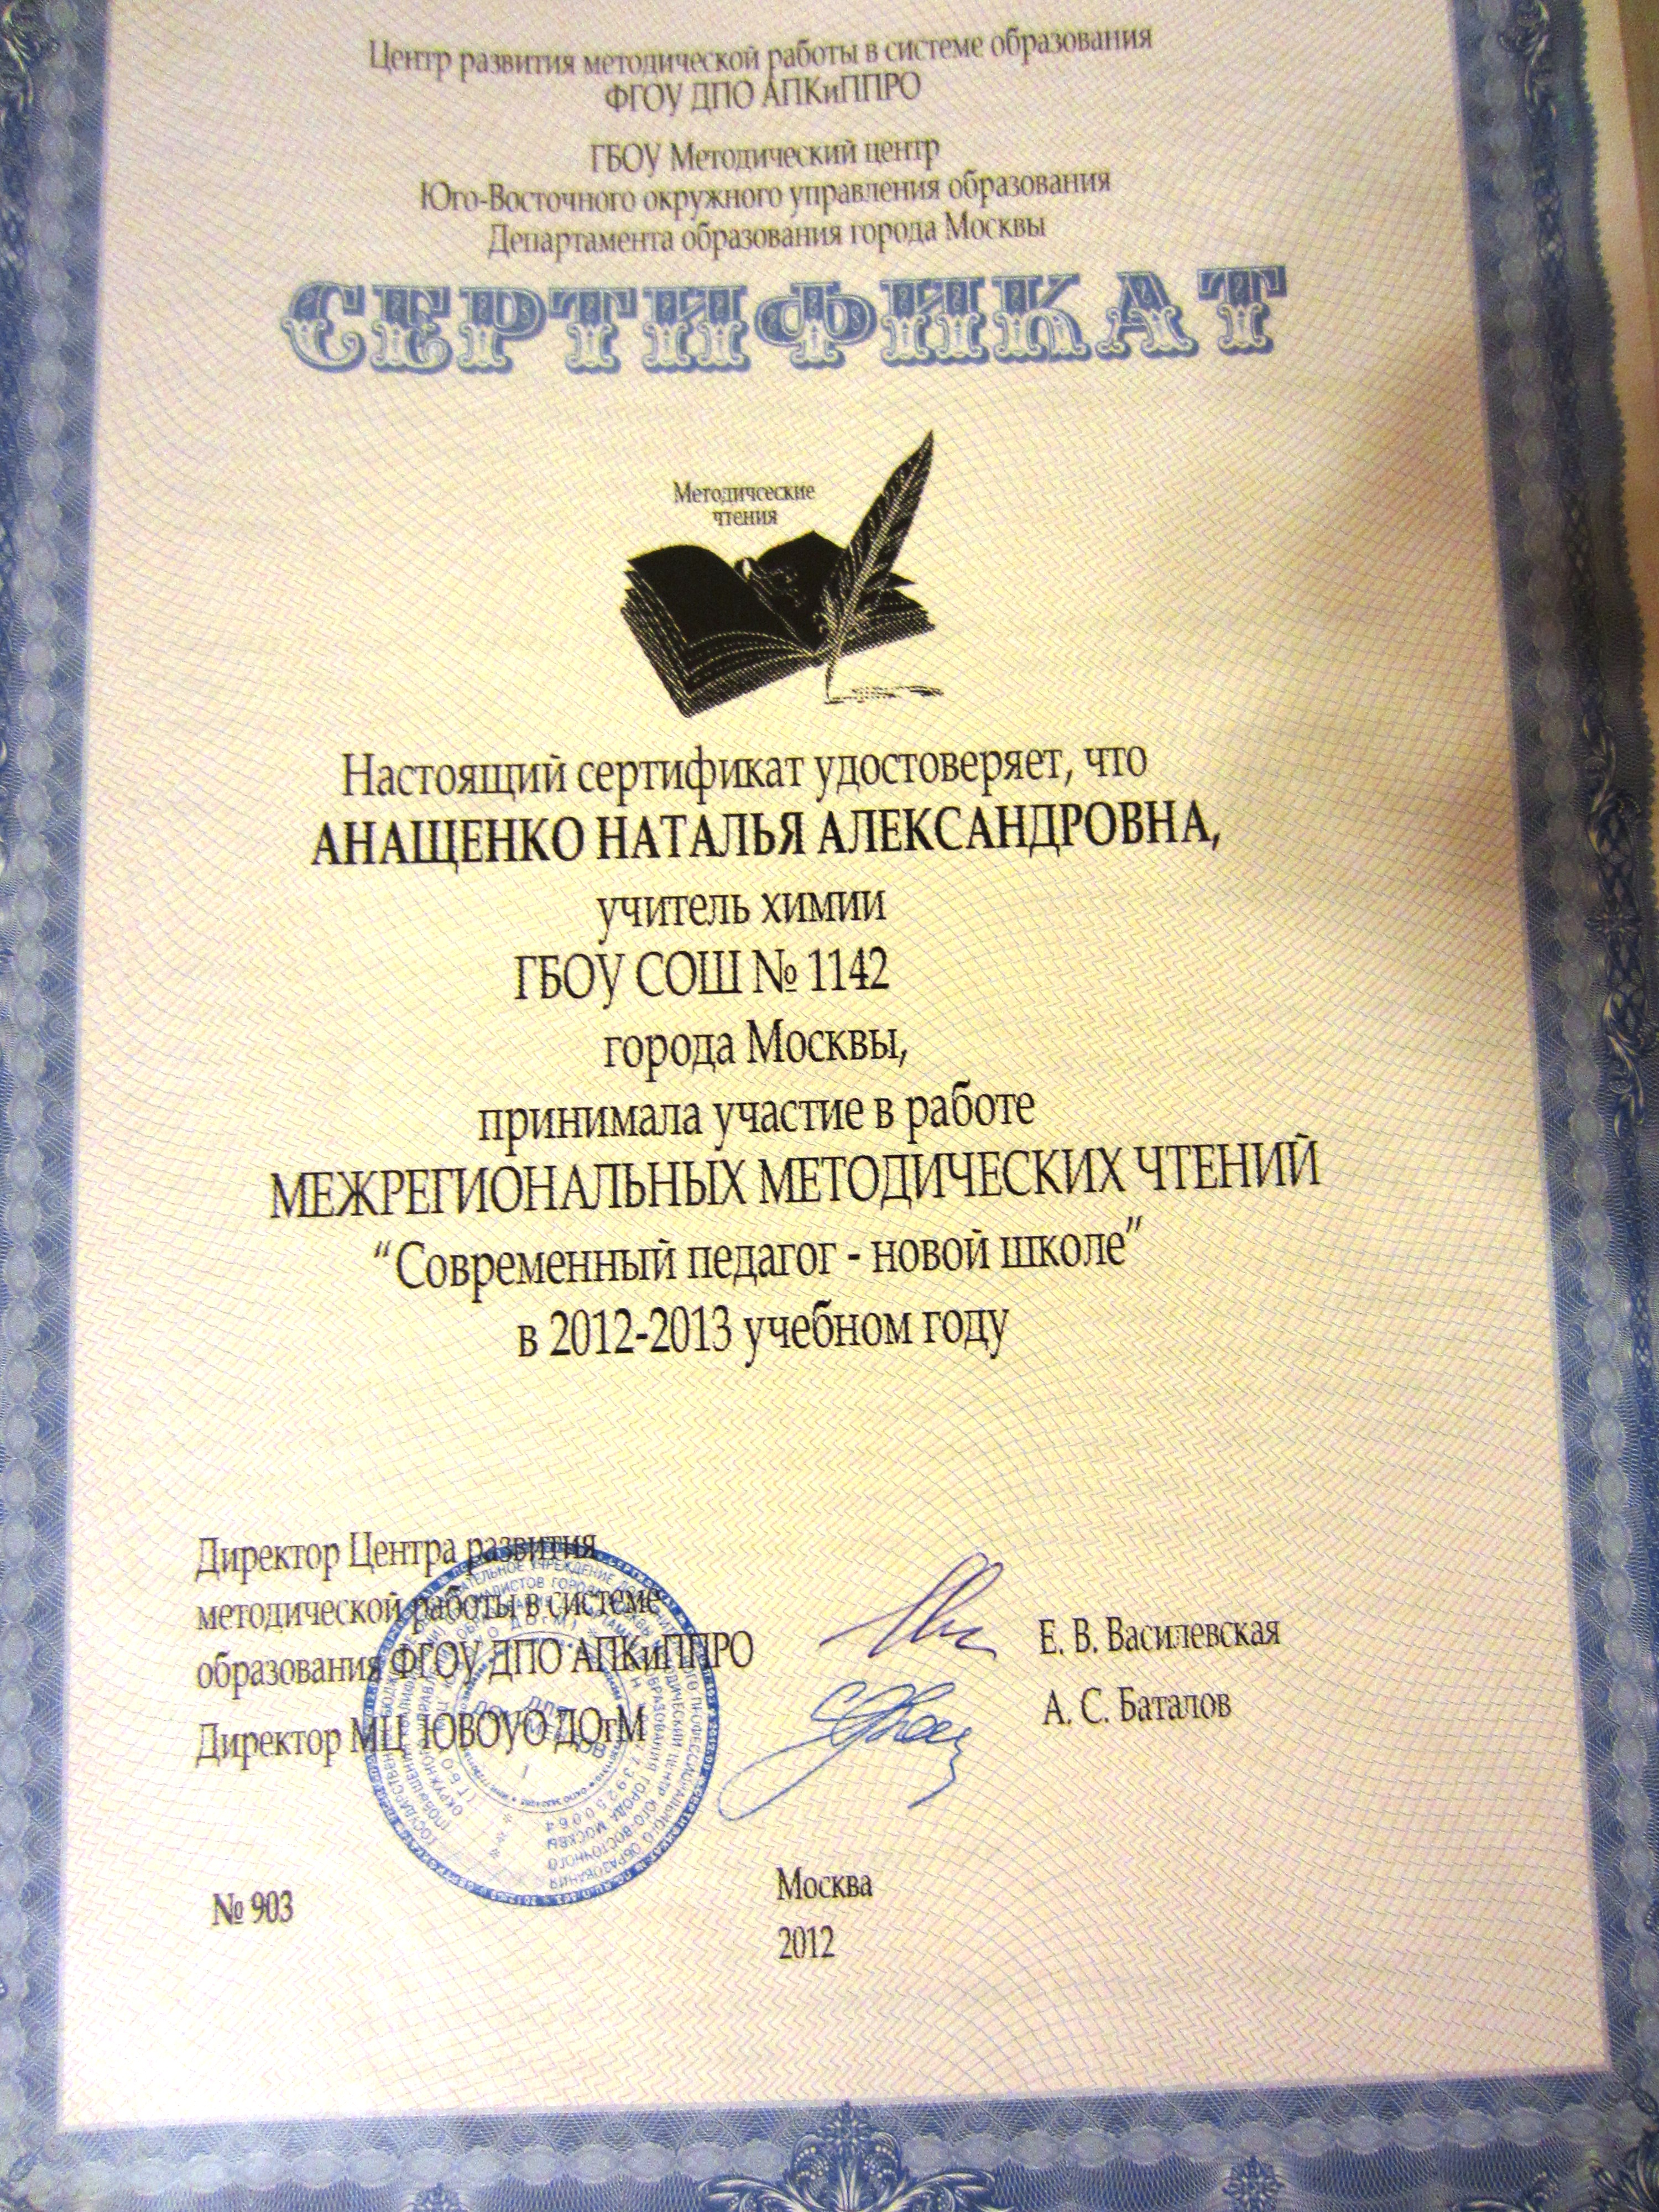 Центр развития методической работы в системе образования
ФГОУ ДПО АПКиППРО
ГБОУ Методический центр
Юго-Восточного окружного управления образования
Департамента образования города Москвы
СЕРТИФИКАТ
Методичсеские
чтения
Настоящий сертификат удостоверяет, что
АНАЩЕНКО НАТАЛЬЯ АЛЕКСАНДРОВНА,
учитель химии
ГБОУ СОШ № 1142
города Москвы,
принимала участие в работе
МЕЖРЕГИОНАЛЬНЫХ МЕТОДИЧЕСКИХ ЧТЕНИЙ
“Современный педагог - новой школе”
в 2012-2013 учебном году
Директор Центра развития
методической работы в системе
образования ФГОУ ДПО АПКиППРО
Е. В. Василевская
Директор МЦ ЮВОУО ДОгМ
А. С. Баталов
№ 903
Москва
2012